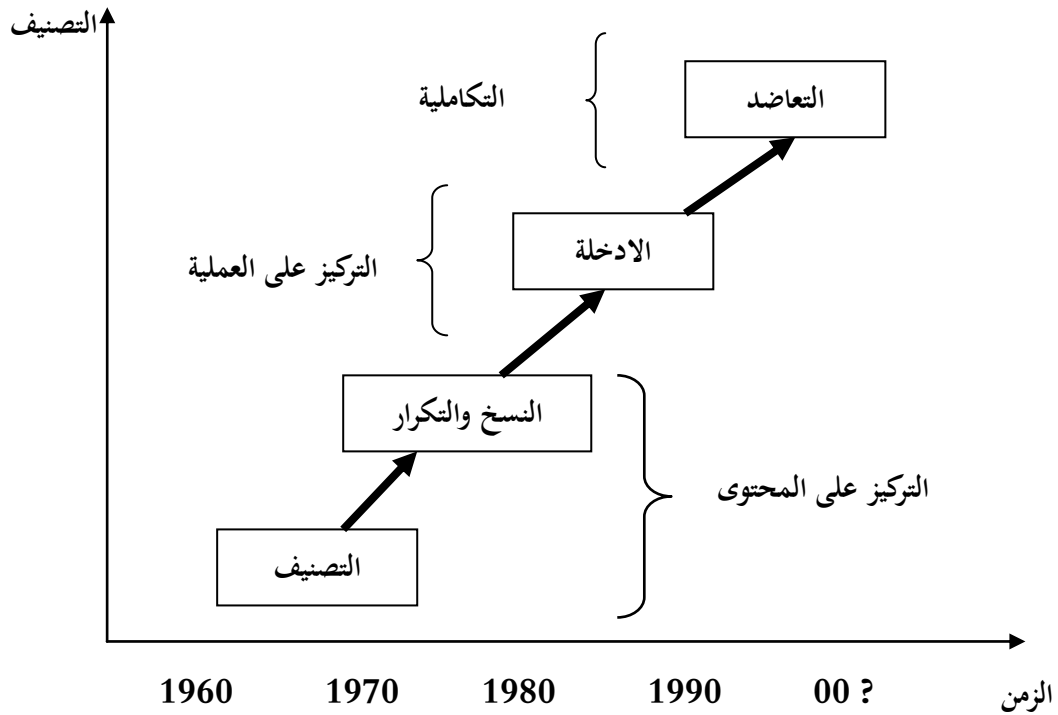 التصنيف
التعاضد
التكاملية
الادخلة
التركيز على العملية
النسخ والتكرار
التركيز على المحتوى
التصنيف
1960 1970 1980 1990 00 ? الزمن